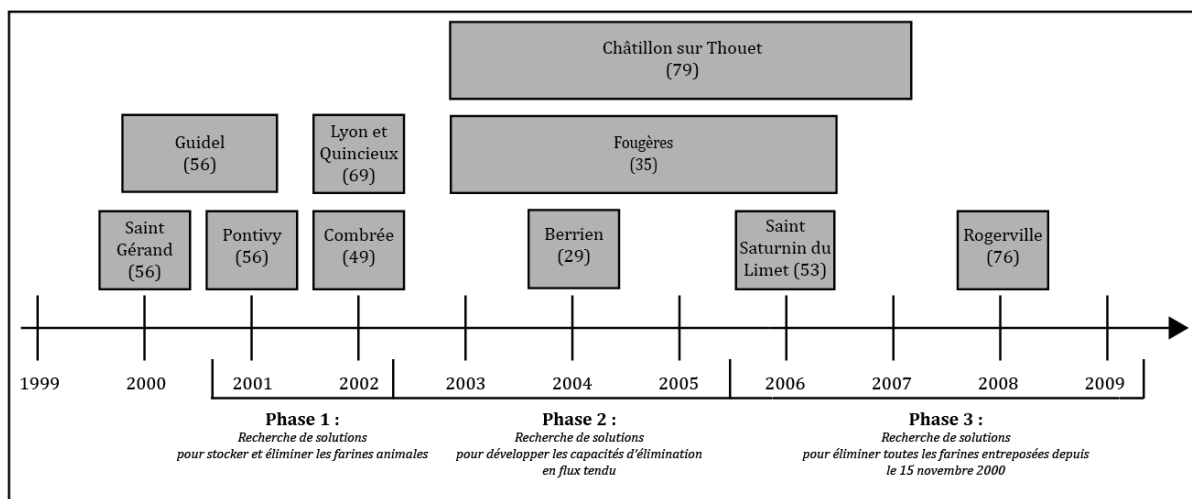 Châtillon sur Thouet
(79)
Guidel
(56)
Lyon et
Quincieux
(69)
Fougères
(35)
Saint
Gérand
(56)
Pontivy
(56)
Combrée
(49)
Berrien
(29)
Saint
Saturnin du
Limet (53)
Rogerville
(76)
1999
2000
2001
2002
2003
2004
2005
2006
2007
2008
2009
Phase 1 :
Recherche de solutions
pour stocker et éliminer les farines animales
Phase 2 :
Recherche de solutions
pour développer les capacités d'élimination
en flux tendu
Phase 3 :
Recherche de solutions
pour éliminer toutes les farines entreposées depuis
le 15 novembre 2000